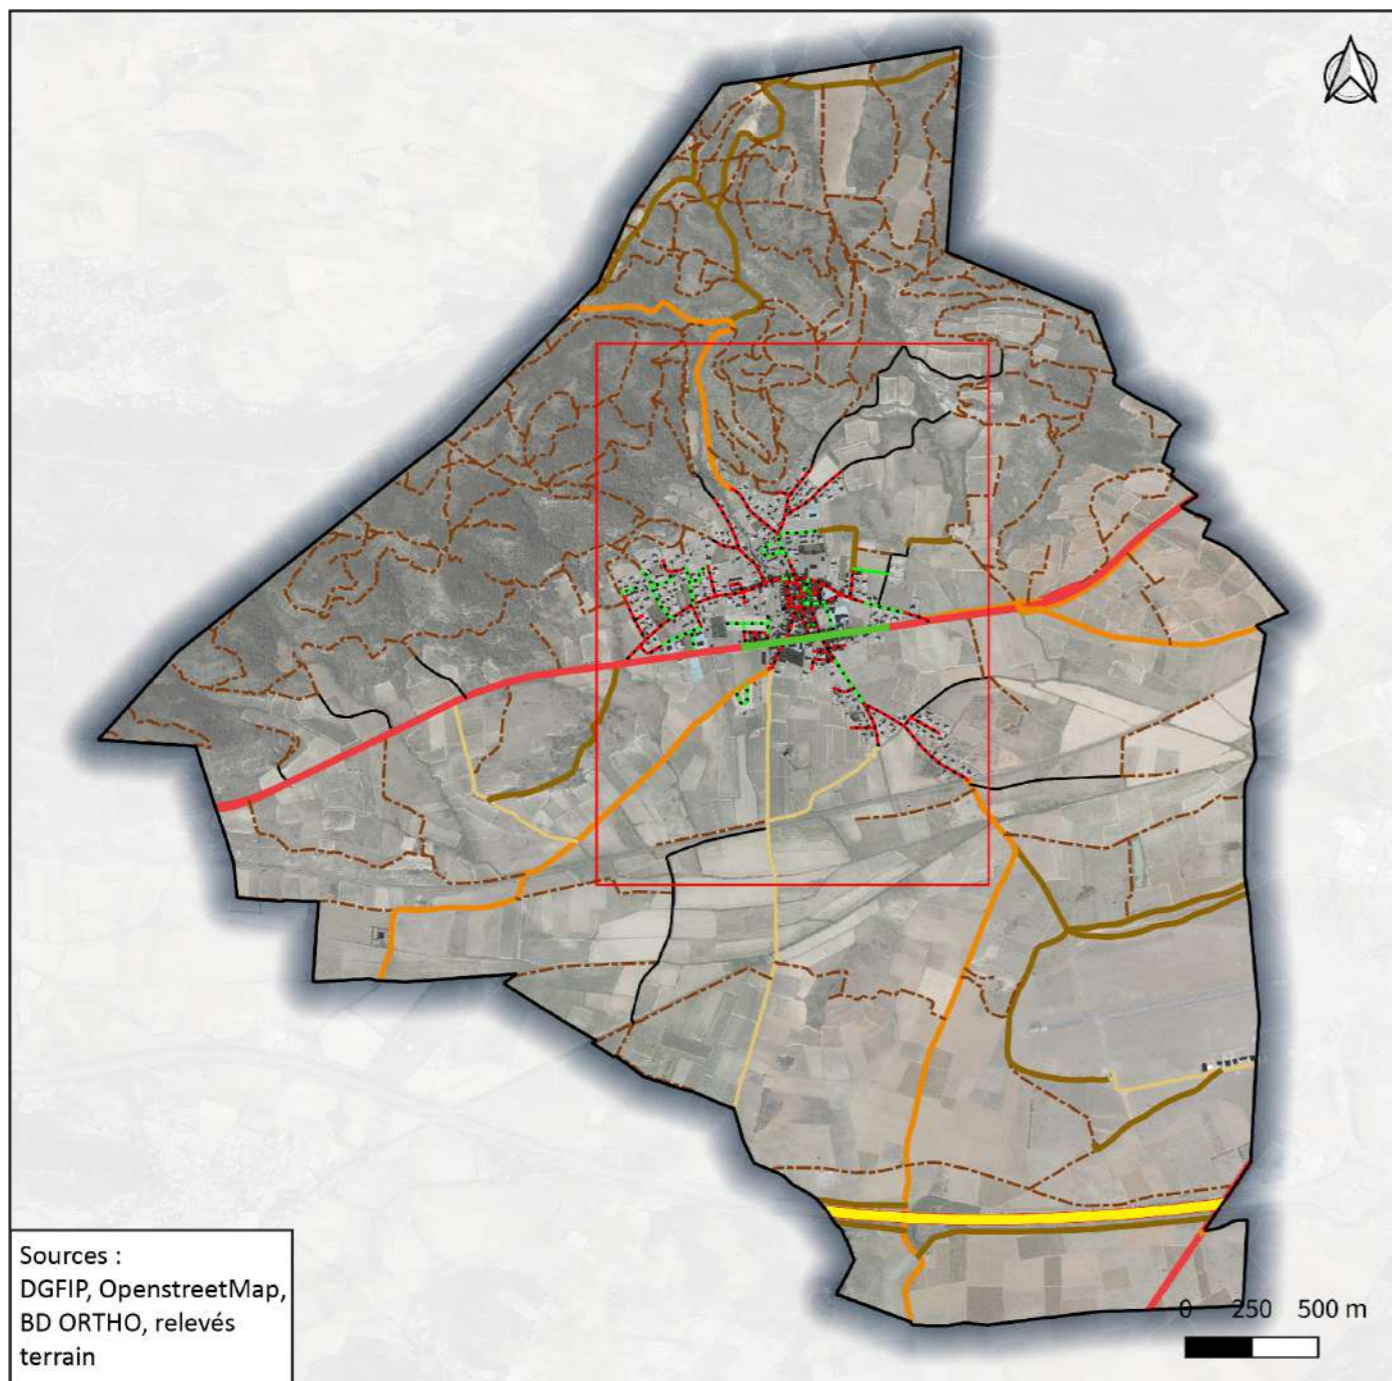 Sources :
DGFIP, OpenstreetMap,
BD ORTHO, relevés
terrain
0 250 500 m